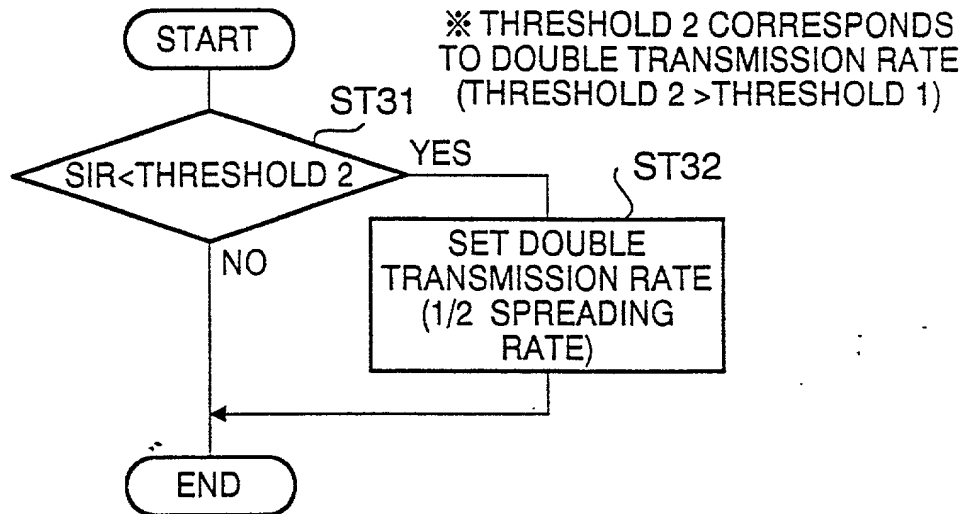 START
※ THRESHOLD 2 CORRESPONDS
TO DOUBLE TRANSMISSION RATE
(THRESHOLD 2 >THRESHOLD 1)
ST31
SIR<THRESHOLD 2
YES
ST32
NO
SET DOUBLE
TRANSMISSION RATE
(1/2 SPREADING
RATE)
END